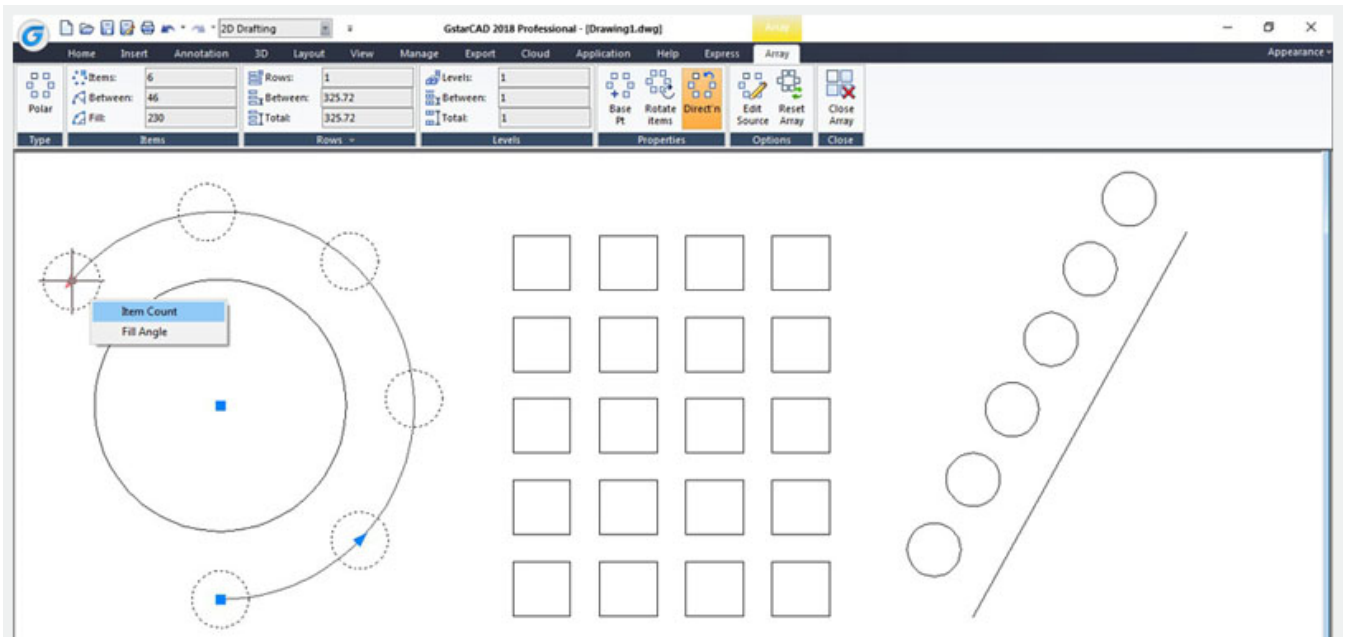 2D Drafting GstarCAD 2018 Professional - [Drawing1.dwg] Array
Home Insert Annotation 3D Layout View Manage Export Cloud Application Help Express Array Appearance
Items: 6 Rows: 1 Levels: 1
Between: 46 Between: 325.72 Between: 1
Fill: 230 Total: 325.72 Total: 1
Polar Base Pt Rotate items Direct'n Edit Source Reset Array Close Array
Type Items Rows Levels Properties Options Close
Item Count
Fill Angle